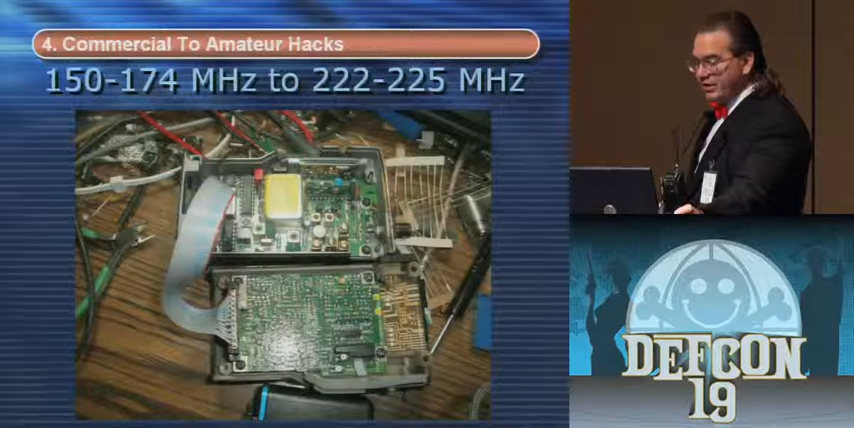 4. Commercial To Amateur Hacks
150-174 MHz to 222-225 MHz
DEFCON
19